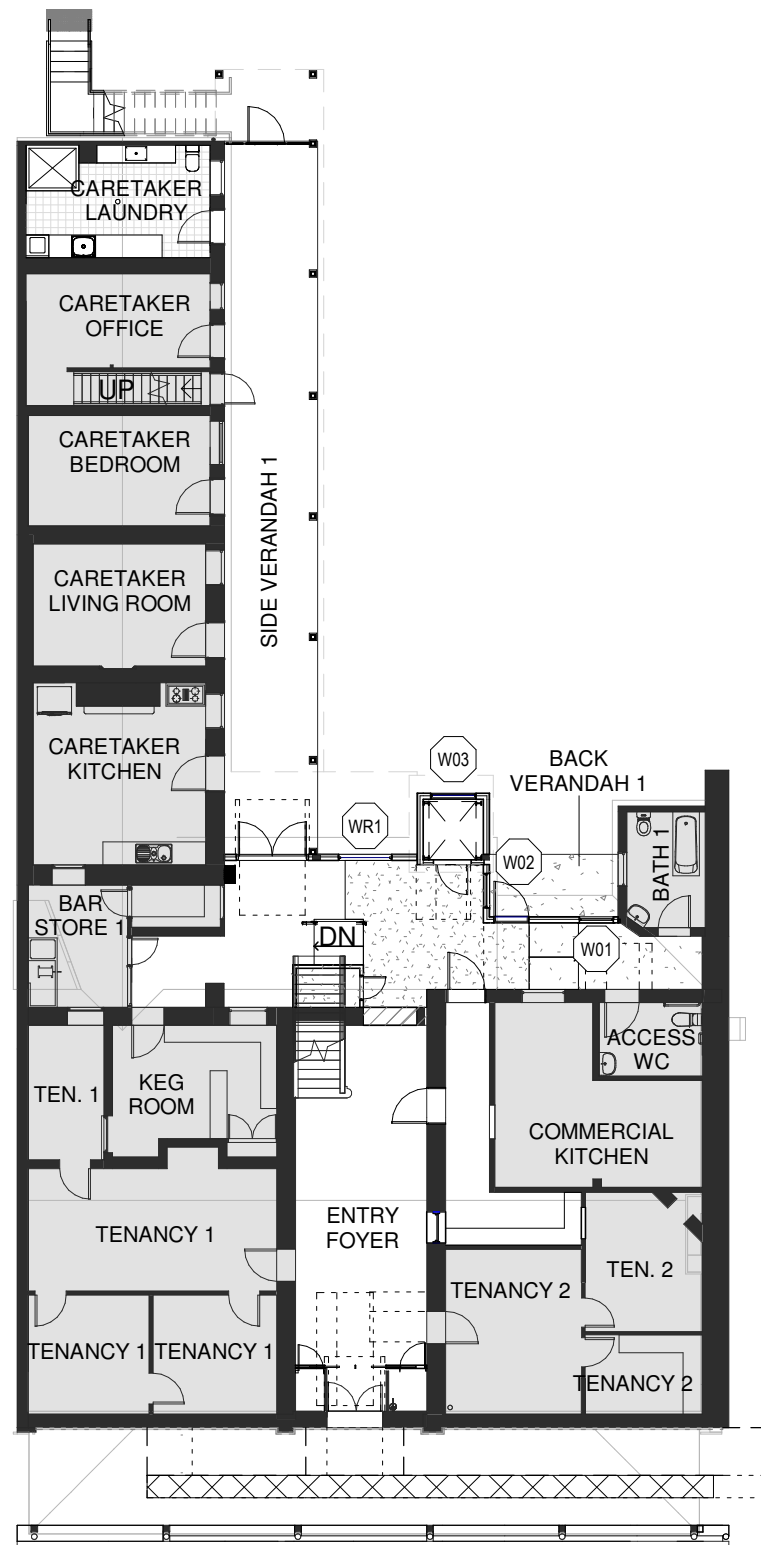 CARETAKER
LAUNDRY
CARETAKER
OFFICE
UP
CARETAKER
BEDROOM
SIDE VERANDAH 1
CARETAKER
LIVING ROOM
CARETAKER
KITCHEN
W03
BACK
VERANDAH 1
WR1
W02
BATH 1
BAR
STORE 1
DN
W01
ACCESS
WC
TEN. 1
KEG
ROOM
COMMERCIAL
KITCHEN
TENANCY 1
ENTRY
FOYER
TEN. 2
TENANCY 2
TENANCY 1
TENANCY 1
TENANCY 2